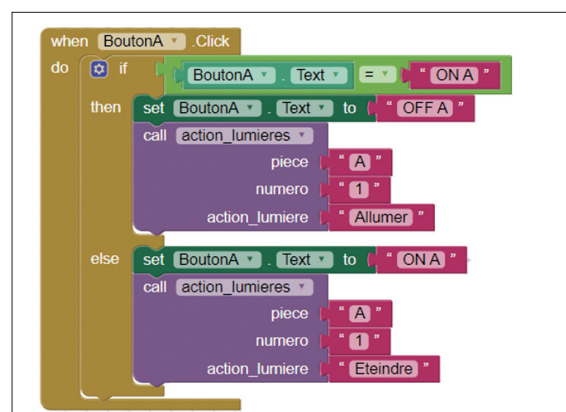 when BoutonA .Click
do if BoutonA . Text = " ON A "
then set BoutonA . Text to " OFF A "
call action_lumieres
piece " A "
numero " 1 "
action_lumiere " Allumer "
else set BoutonA . Text to " ON A "
call action_lumieres
piece " A "
numero " 1 "
action_lumiere " Eteindre "